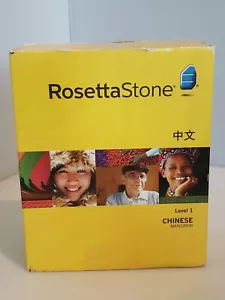 RosettaStone
中文
Level 1
CHINESE
MANDARIN